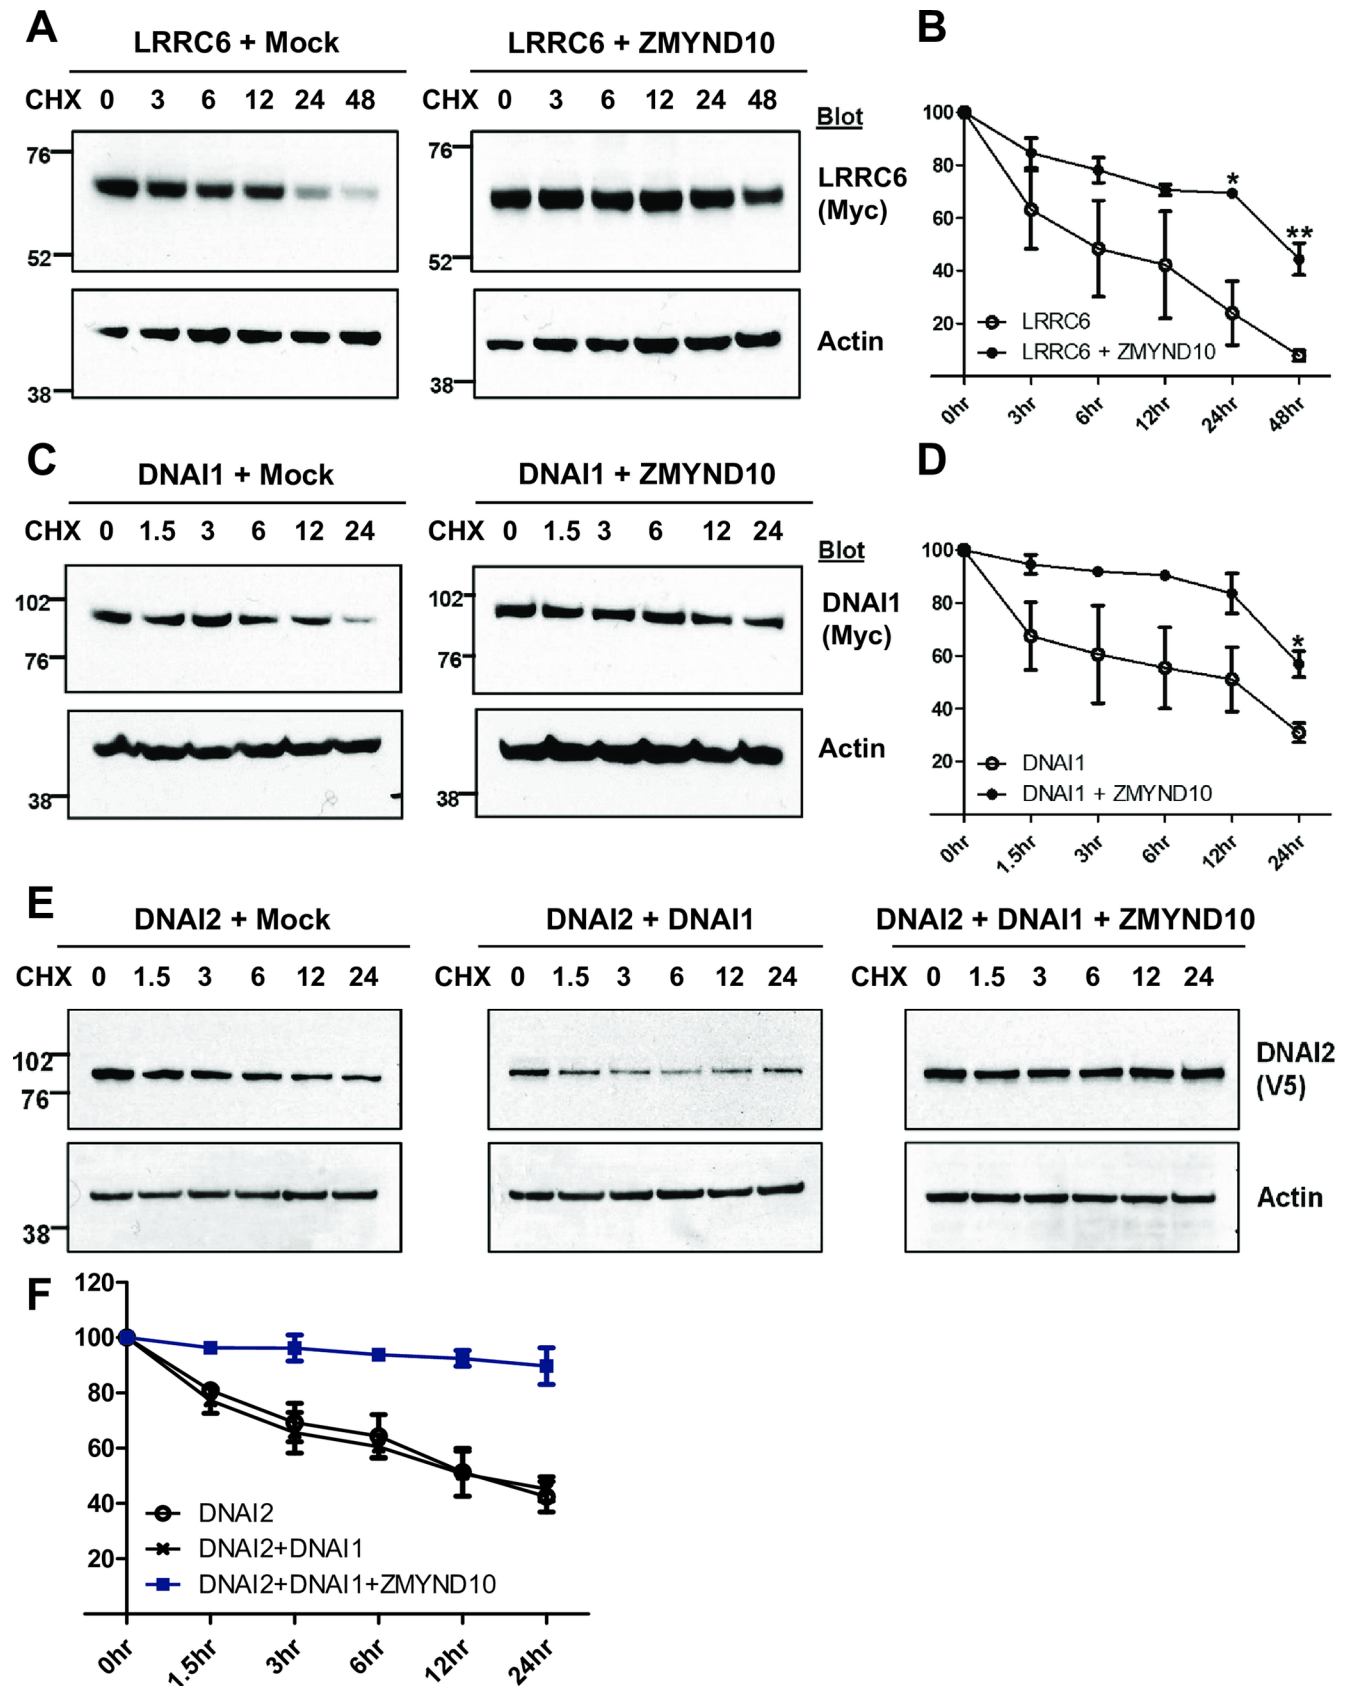 A
LRRC6 + Mock
LRRC6 + ZMYND10
CHX 0 3 6 12 24 48
CHX 0 3 6 12 24 48
Blot
76
76
LRRC6
(Myc)
52
52
Actin
38
38
B
100
80
60
40
20
*
**
LRRC6
LRRC6 + ZMYND10
0hr 3hr 6hr 12hr 24hr 48hr
C
DNAI1 + Mock
DNAI1 + ZMYND10
CHX 0 1.5 3 6 12 24
CHX 0 1.5 3 6 12 24
Blot
102
102
DNAI1
(Myc)
76
76
Actin
38
38
D
100
80
60
40
20
*
DNAI1
DNAI1 + ZMYND10
0hr 1.5hr 3hr 6hr 12hr 24hr
E
DNAI2 + Mock
DNAI2 + DNAI1
DNAI2 + DNAI1 + ZMYND10
CHX 0 1.5 3 6 12 24
CHX 0 1.5 3 6 12 24
CHX 0 1.5 3 6 12 24
102
76
DNAI2
(V5)
38
Actin
F
120
100
80
60
40
20
DNAI2
DNAI2+DNAI1
DNAI2+DNAI1+ZMYND10
0hr 1.5hr 3hr 6hr 12hr 24hr